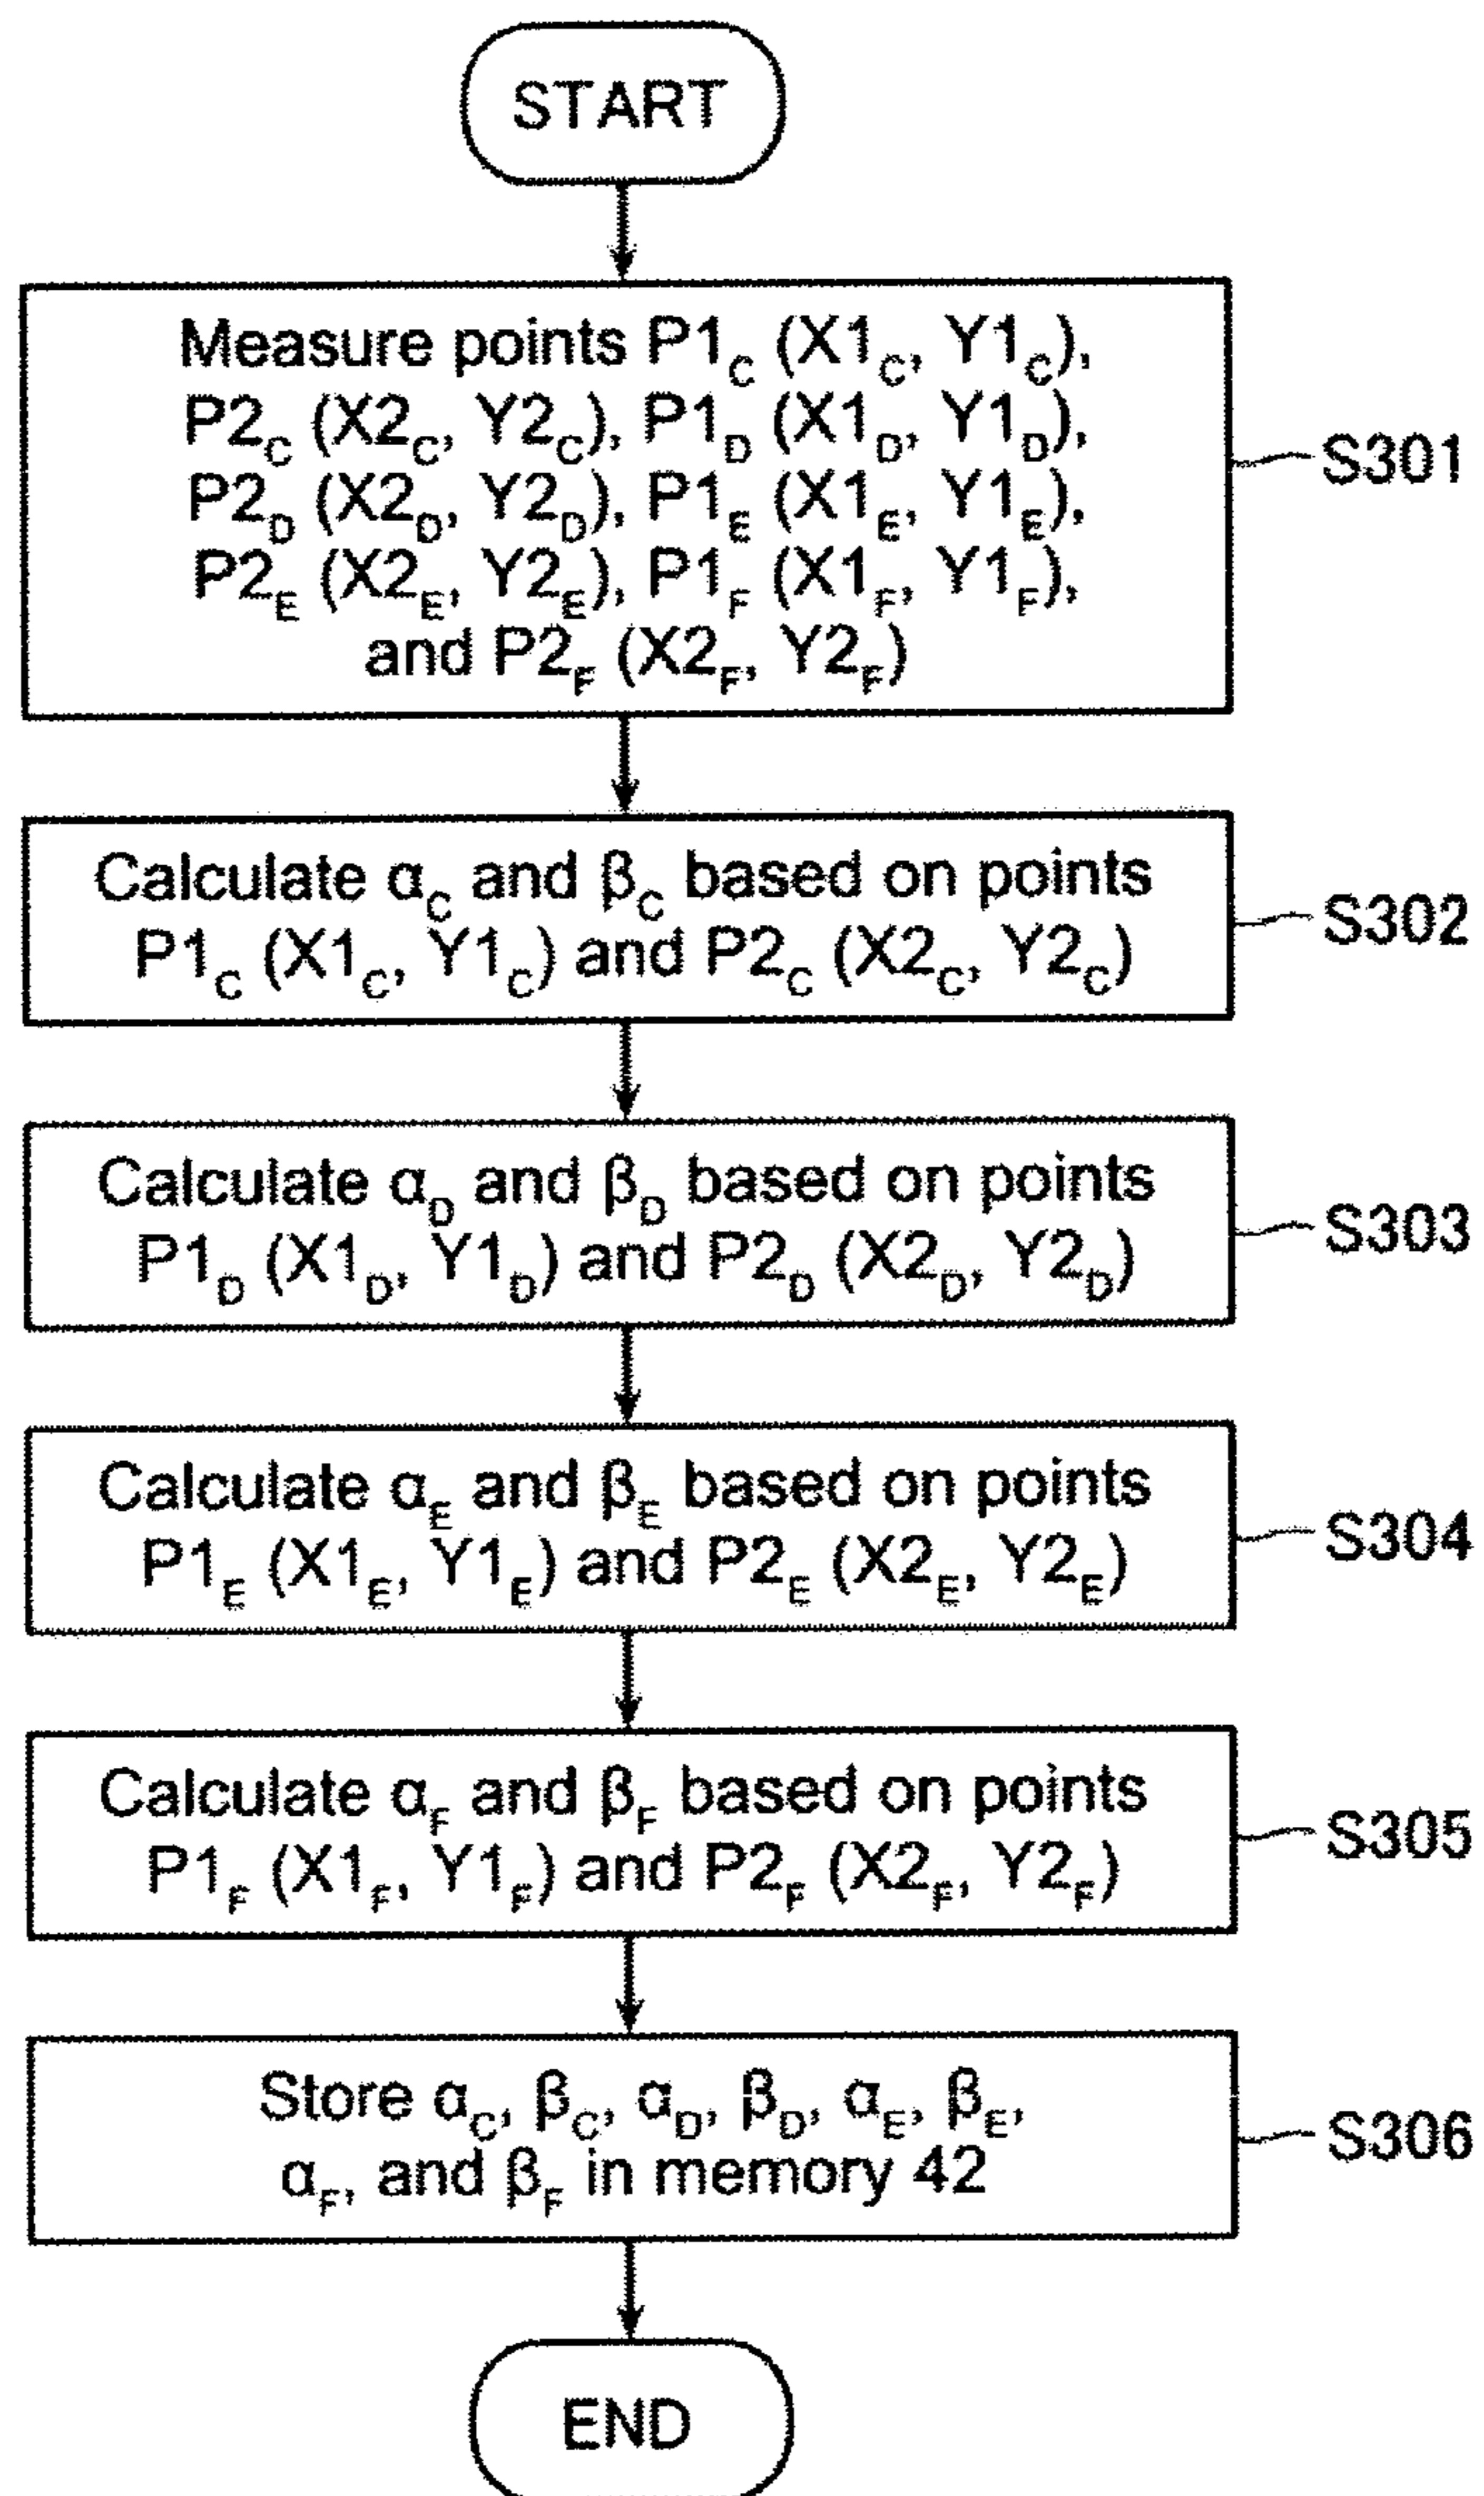 START
Measure points P1C (X1C, Y1C),
P2C (X2C, Y2C), P1D (X1D, Y1D),
P2D (X2D, Y2D), P1E (X1E, Y1E),
P2E (X2E, Y2E), P1F (X1F, Y1F),
and P2F (X2F, Y2F)
S301
Calculate αC and βC based on points
P1C (X1C, Y1C) and P2C (X2C, Y2C)
S302
Calculate αD and βD based on points
P1D (X1D, Y1D) and P2D (X2D, Y2D)
S303
Calculate αE and βE based on points
P1E (X1E, Y1E) and P2E (X2E, Y2E)
S304
Calculate αF and βF based on points
P1F (X1F, Y1F) and P2F (X2F, Y2F)
S305
Store αC, βC, αD, βD, αE, βE,
αF, and βF in memory 42
S306
END